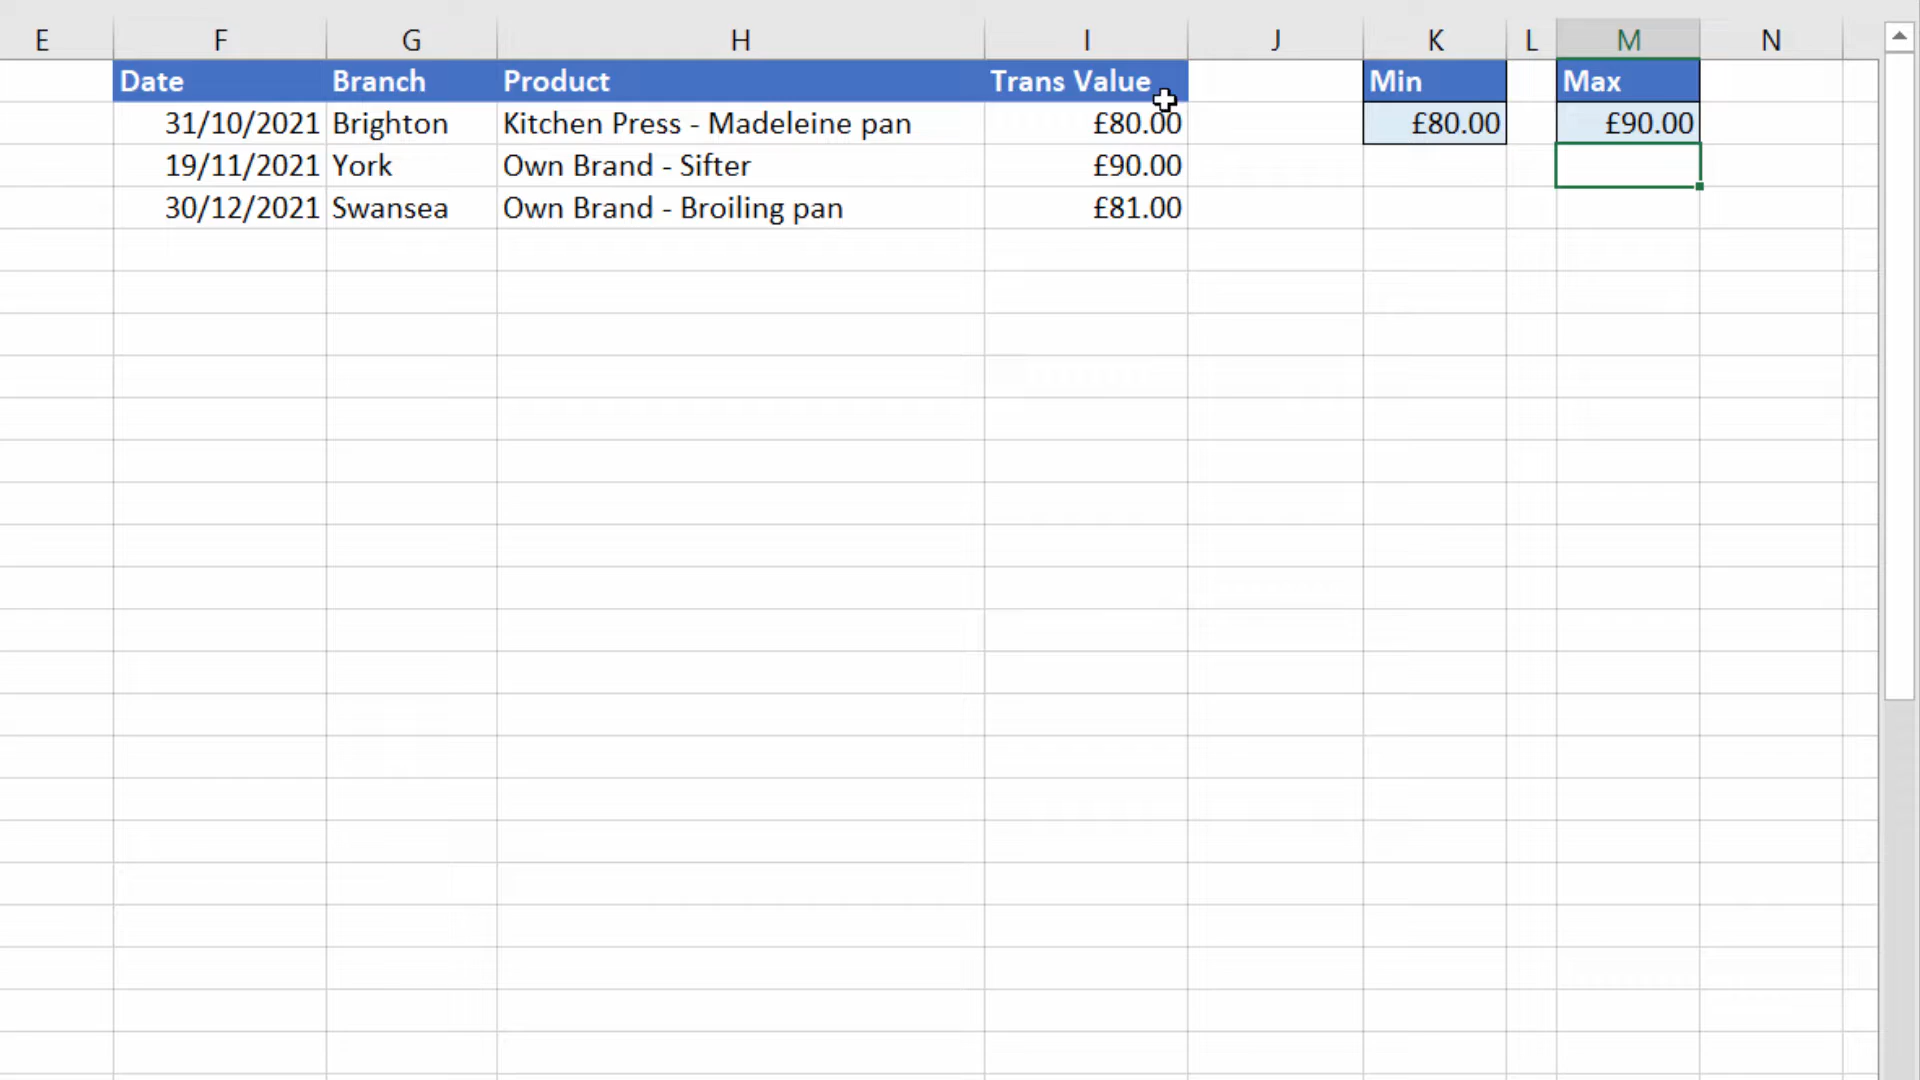 E F G H I J K L M N
Date Branch Product Trans Value Min Max
31/10/2021 Brighton Kitchen Press - Madeleine pan £80.00 £80.00 £90.00
19/11/2021 York Own Brand - Sifter £90.00
30/12/2021 Swansea Own Brand - Broiling pan £81.00